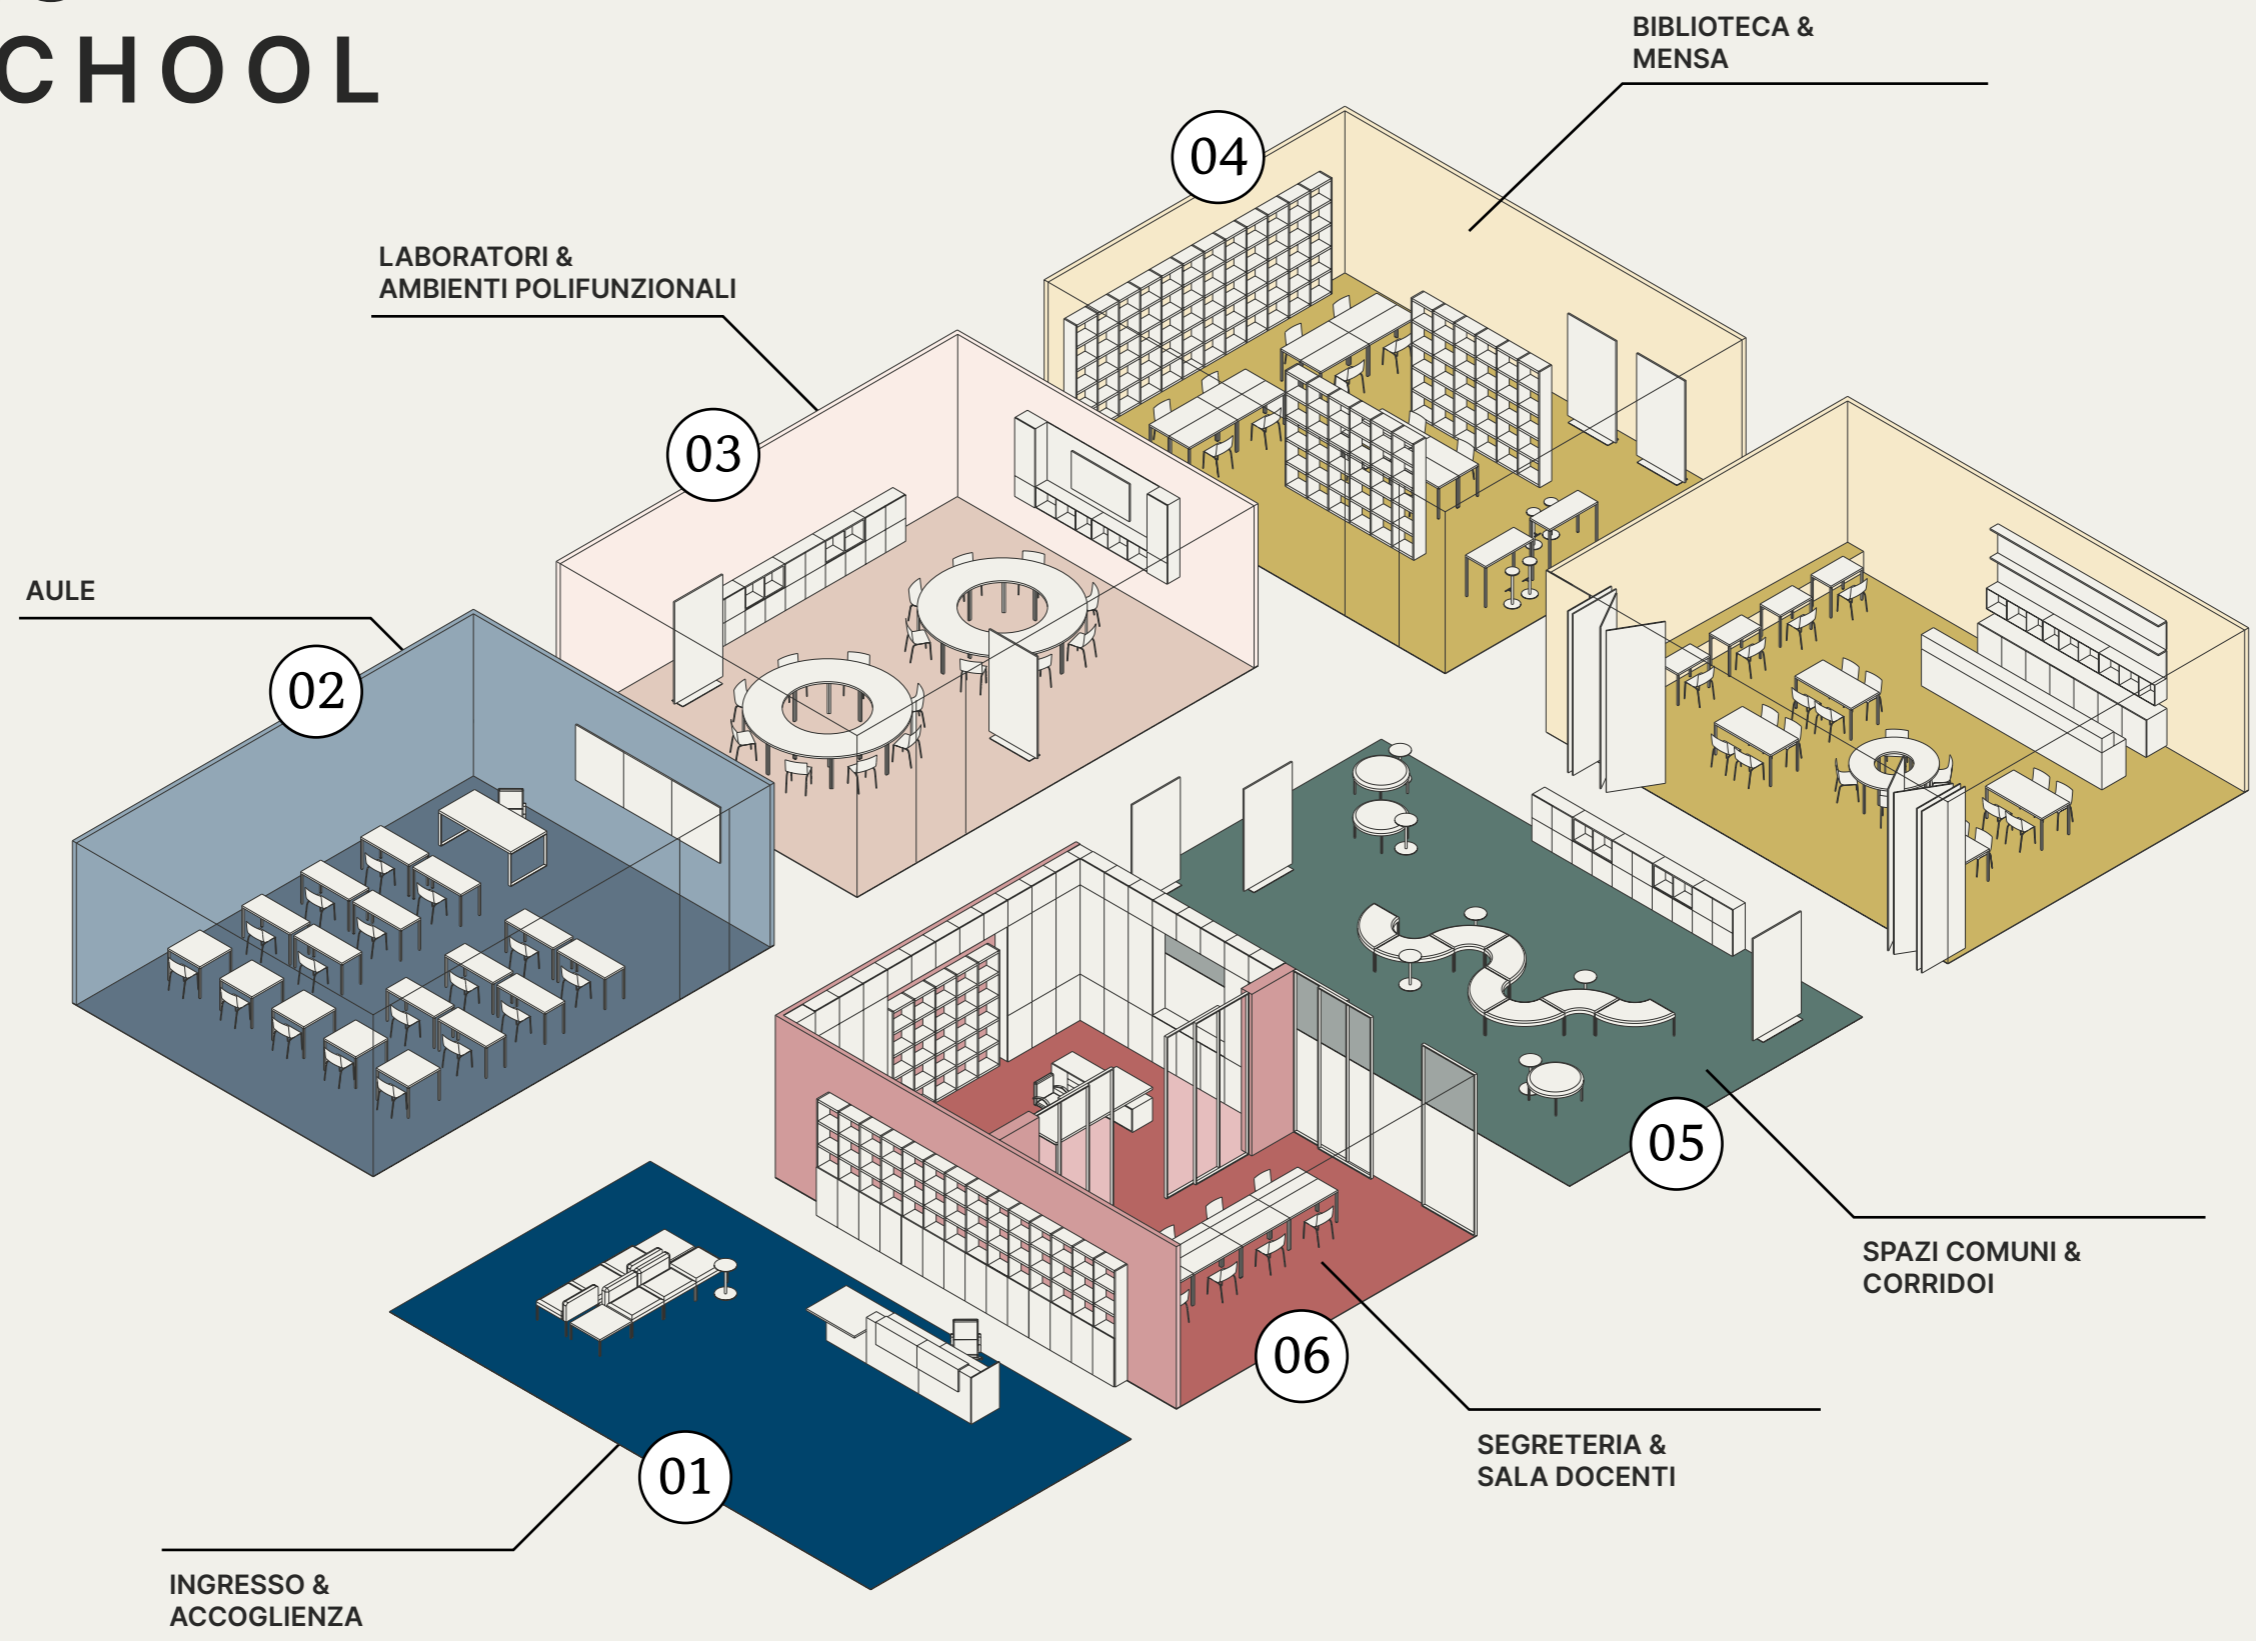 CHOOL
BIBLIOTECA &
MENSA
04
LABORATORI &
AMBIENTI POLIFUNZIONALI
03
AULE
02
05
SPAZI COMUNI &
CORRIDOI
06
SEGRETERIA &
SALA DOCENTI
01
INGRESSO &
ACCOGLIENZA